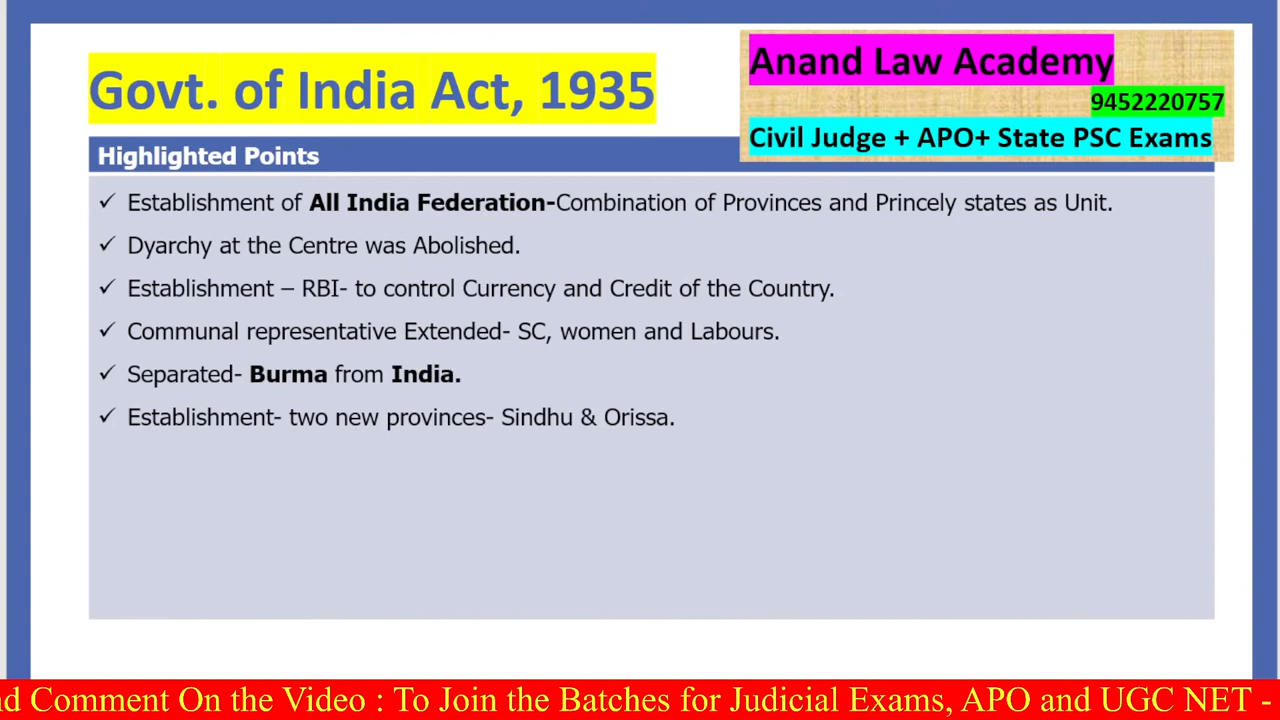 Govt. of India Act, 1935
Anand Law Academy
9452220757
Civil Judge + APO+ State PSC Exams
Highlighted Points
✓ Establishment of All India Federation-Combination of Provinces and Princely states as Unit.
✓ Dyarchy at the Centre was Abolished.
✓ Establishment – RBI- to control Currency and Credit of the Country.
✓ Communal representative Extended- SC, women and Labours.
✓ Separated- Burma from India.
✓ Establishment- two new provinces- Sindhu & Orissa.
nd Comment On the Video : To Join the Batches for Judicial Exams, APO and UGC NET -